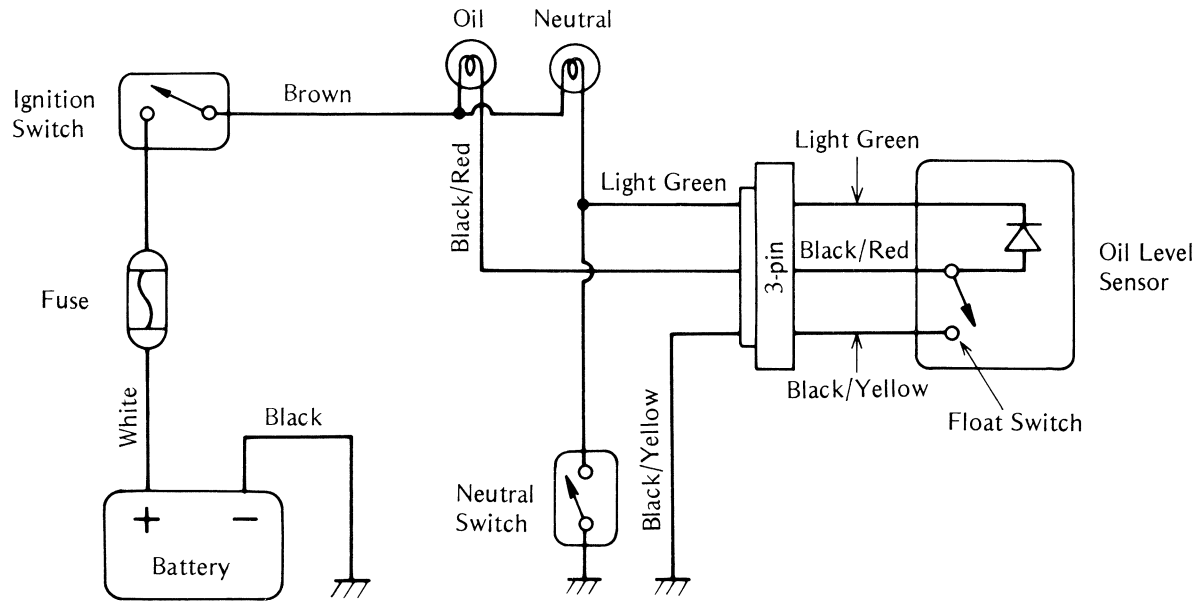 Oil
Neutral
Ignition
Switch
Brown
Light Green
Black/Red
Light Green
3-pin
Black/Red
Oil Level
Sensor
Fuse
White
Black
Black/Yellow
Black/Yellow
Float Switch
Neutral
Switch
+ −
Battery